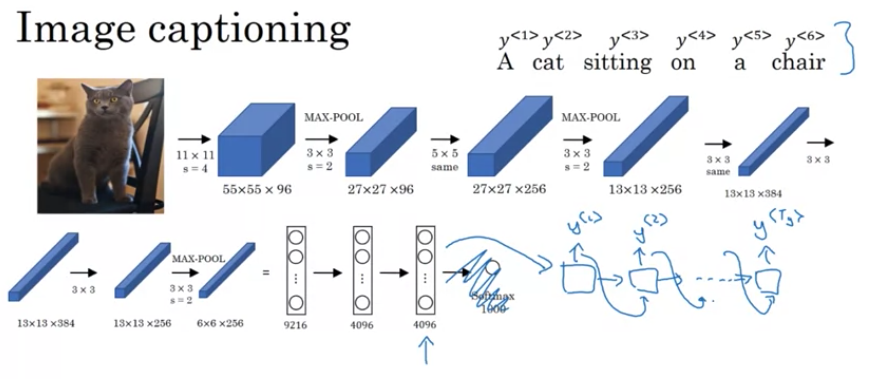 Image captioning
y<1> y<2> y<3> y<4> y<5> y<6>
A cat sitting on a chair
MAX-POOL MAX-POOL
11 × 11 3 × 3 5 × 5 3 × 3 3 × 3 3 × 3
s = 4 s = 2 same s = 2 same
55×55 × 96 27×27 ×96 27×27 ×256 13×13 ×256 13×13 ×384
y<1> y<2> y<Ty>
MAX-POOL
3 × 3 3 × 3 = ⋮ ⋮ ⋮ Softmax
s = 2 1000
13×13 ×384 13×13 ×256 6×6 ×256 9216 4096 4096